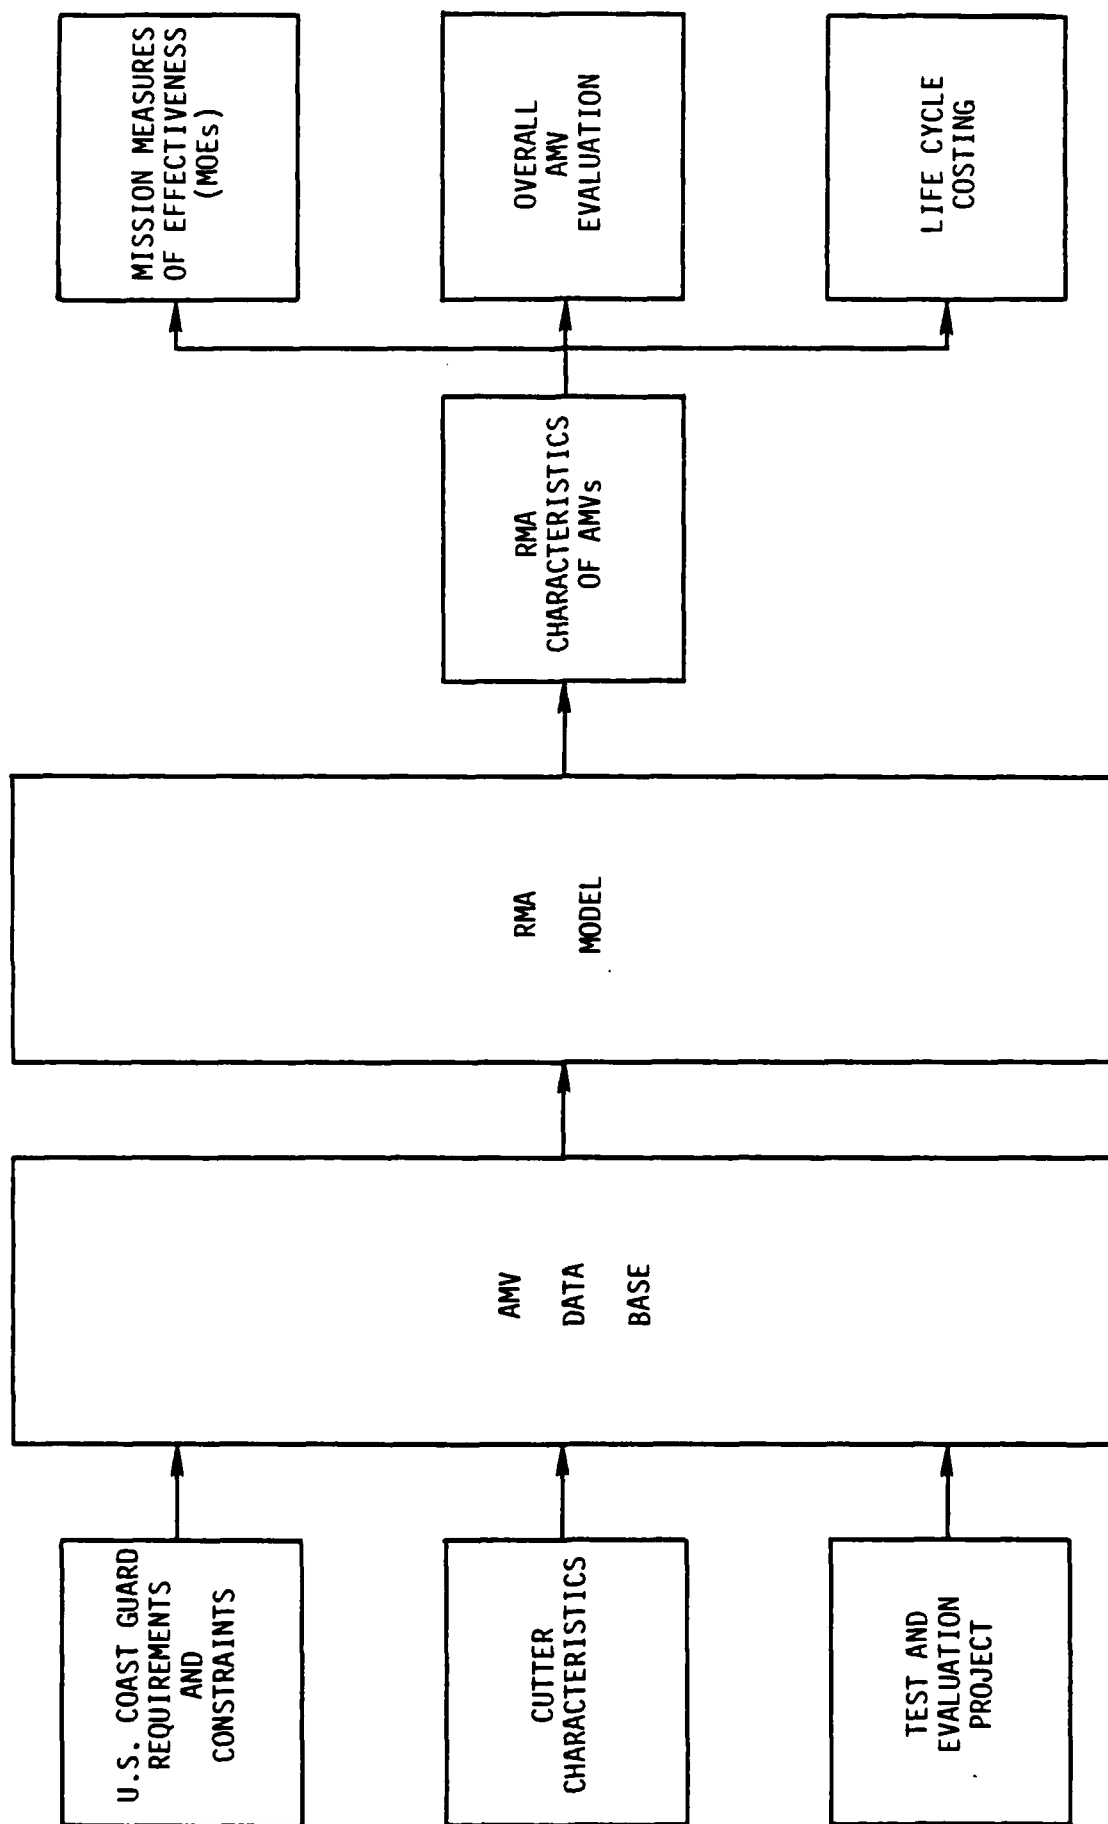 U.S. COAST GUARD
REQUIREMENTS
AND
CONSTRAINTS
CUTTER
CHARACTERISTICS
TEST AND
EVALUATION
PROJECT
AMV
DATA
BASE
RMA
MODEL
RMA
CHARACTERISTICS
OF AMVs
MISSION MEASURES
OF EFFECTIVENESS
(MOEs)
OVERALL
AMV
EVALUATION
LIFE CYCLE
COSTING